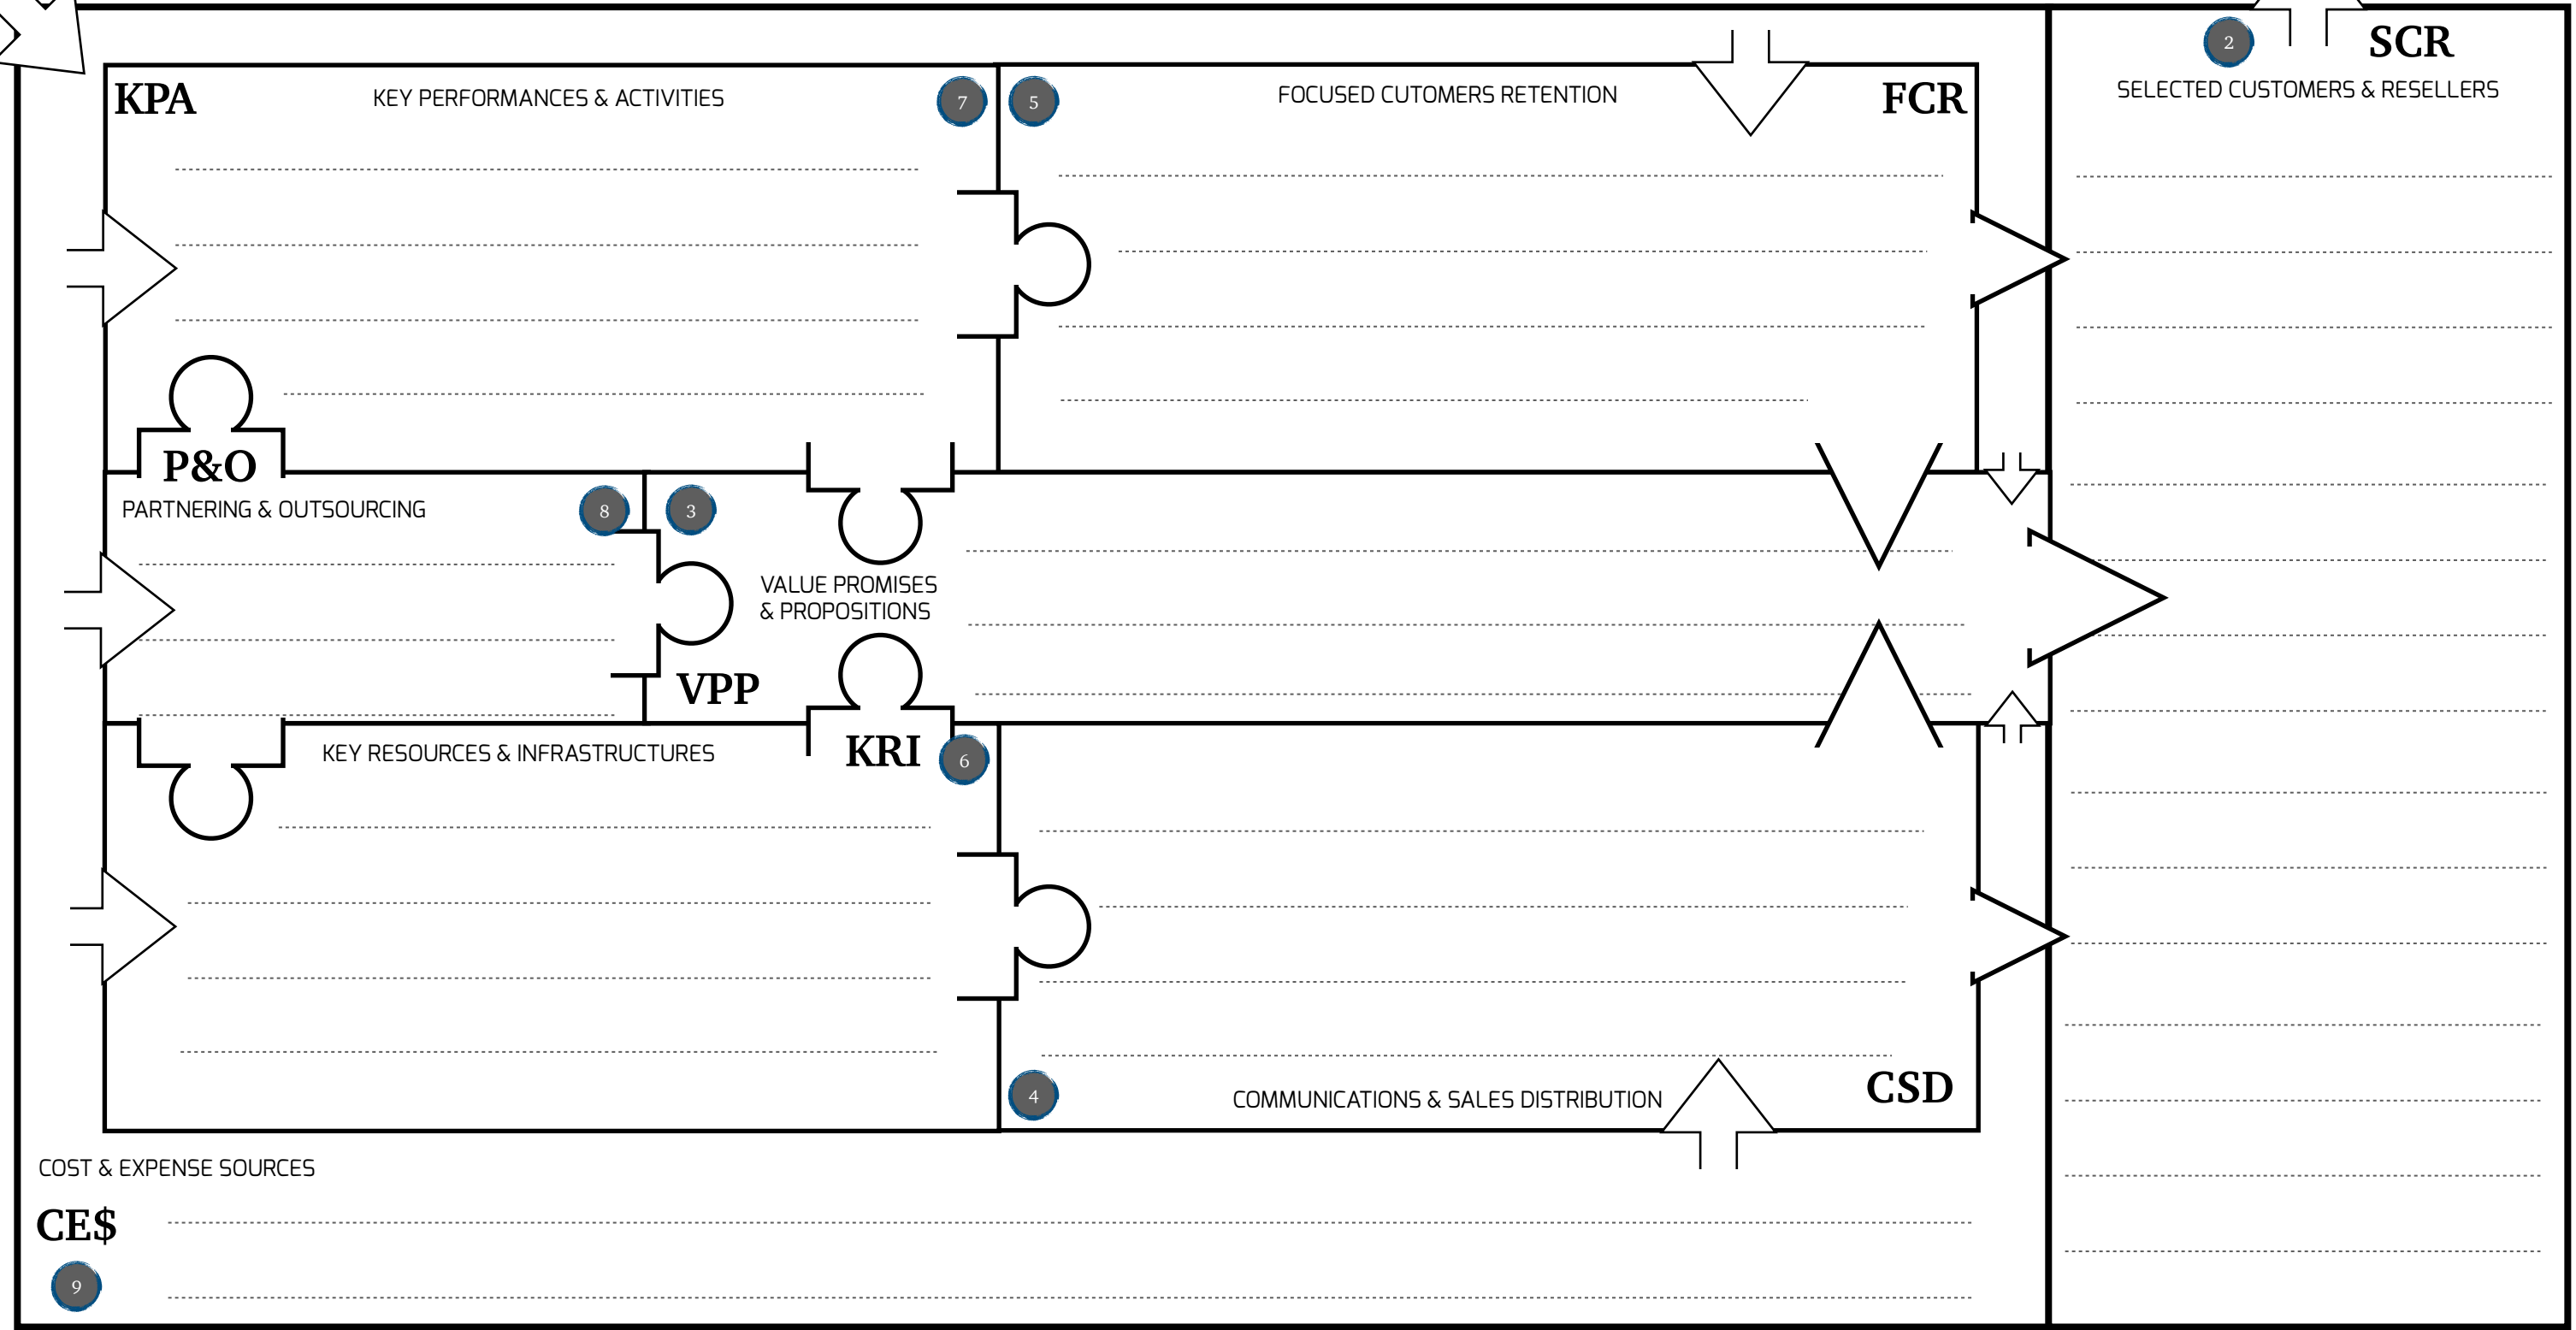 KPA
KEY PERFORMANCES & ACTIVITIES
7
5
FOCUSED CUTOMERS RETENTION
FCR
2
SCR
SELECTED CUSTOMERS & RESELLERS
P&O
PARTNERING & OUTSOURCING
8
3
VALUE PROMISES
& PROPOSITIONS
VPP
KEY RESOURCES & INFRASTRUCTURES
KRI
6
4
COMMUNICATIONS & SALES DISTRIBUTION
CSD
COST & EXPENSE SOURCES
CE$
9